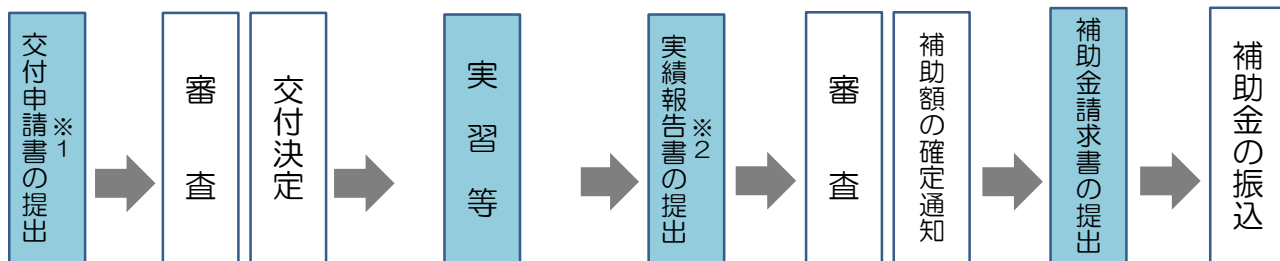 交付申請書の提出
※1
審査
交付決定
実習等
実績報告書の提出
※2
審査
補助額の確定通知
補助金請求書の提出
補助金の振込